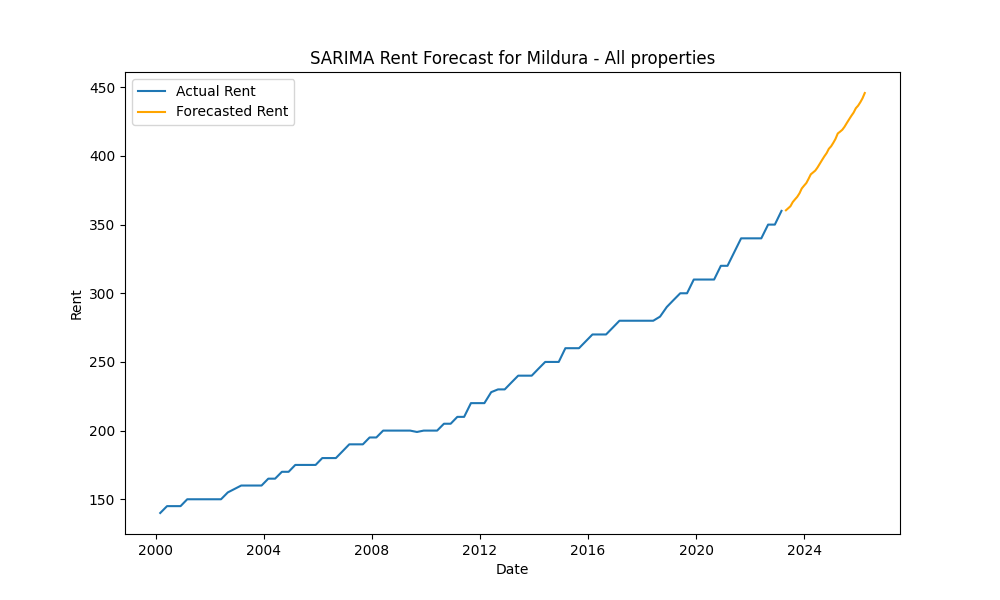 SARIMA Rent Forecast for Mildura - All properties
Actual Rent
Forecasted Rent
450
400
350
300
250
200
150
Rent
2000 2004 2008 2012 2016 2020 2024
Date